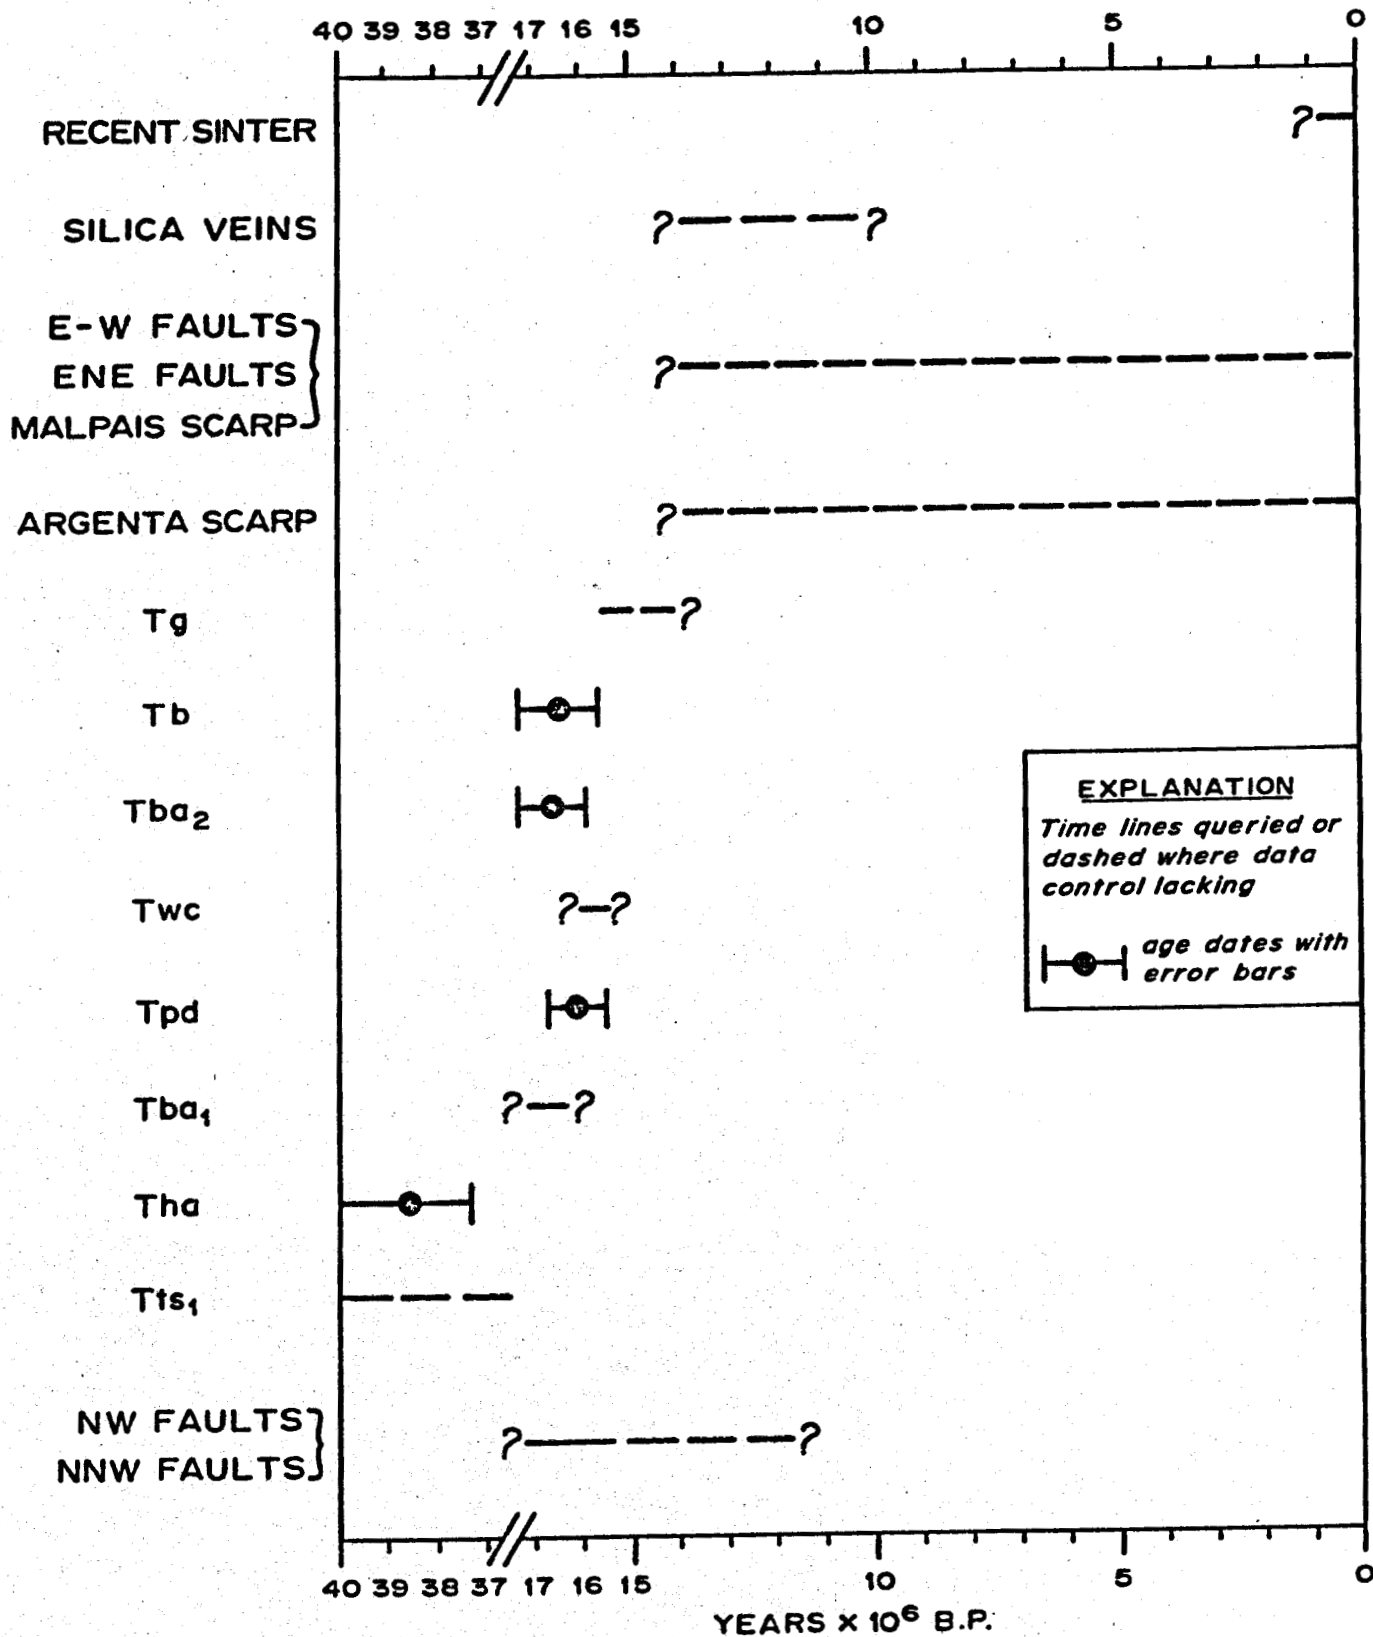 40 39 38 37 17 16 15 10 5 0
RECENT SINTER ? 
SILICA VEINS ? ?
E-W FAULTS
ENE FAULTS ?
MALPAIS SCARP
ARGENTA SCARP ?
Tg ?
Tb
Tba₂
EXPLANATION
Time lines queried or
dashed where data
control lacking
age dates with
error bars
Twc ? ?
Tpd
Tba₁ ? ?
Tha
Tts₁
NW FAULTS ? ?
NNW FAULTS
40 39 38 37 17 16 15 10 5 0
YEARS X 10⁶ B.P.